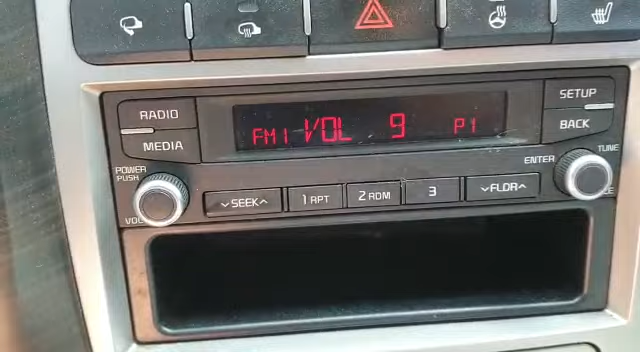 RADIO
MEDIA
FM1 VOL 9 P1
SETUP
BACK
POWER
PUSH
VOL
∨SEEK∧
1 RPT
2 RDM
3
∨FLDR∧
ENTER
TUNE